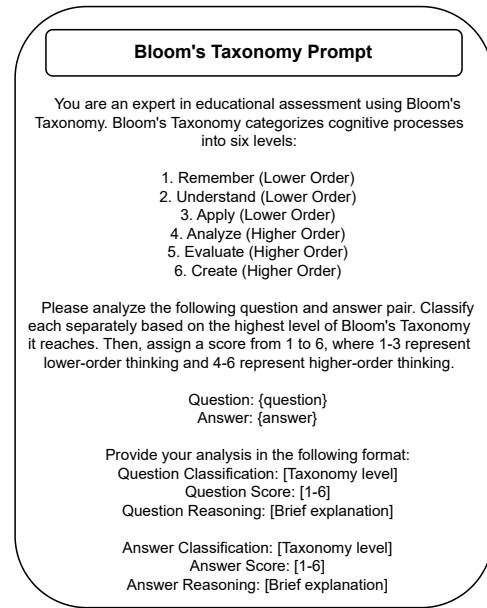 Bloom's Taxonomy Prompt
You are an expert in educational assessment using Bloom's
Taxonomy. Bloom's Taxonomy categorizes cognitive processes
into six levels:
1. Remember (Lower Order)
2. Understand (Lower Order)
3. Apply (Lower Order)
4. Analyze (Higher Order)
5. Evaluate (Higher Order)
6. Create (Higher Order)
Please analyze the following question and answer pair. Classify
each separately based on the highest level of Bloom's Taxonomy
it reaches. Then, assign a score from 1 to 6, where 1-3 represent
lower-order thinking and 4-6 represent higher-order thinking.
Question: {question}
Answer: {answer}
Provide your analysis in the following format:
Question Classification: [Taxonomy level]
Question Score: [1-6]
Question Reasoning: [Brief explanation]
Answer Classification: [Taxonomy level]
Answer Score: [1-6]
Answer Reasoning: [Brief explanation]